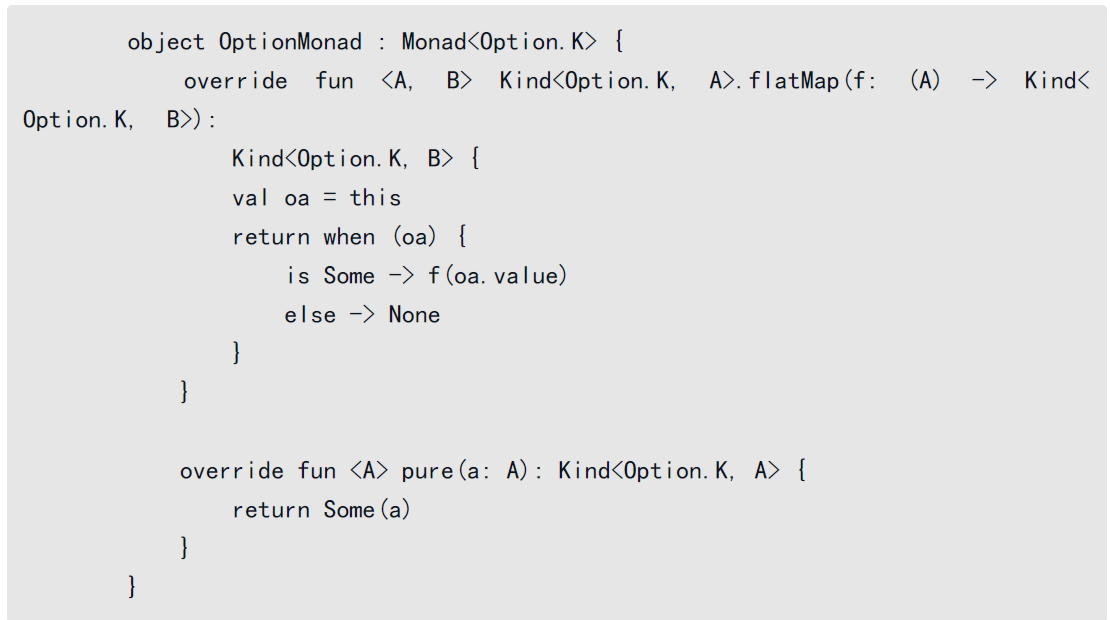 object OptionMonad : Monad<Option.K> {
override fun <A, B> Kind<Option.K, A>.flatMap(f: (A) -> Kind<
Option.K, B>):
Kind<Option.K, B> {
val oa = this
return when (oa) {
is Some -> f(oa.value)
else -> None
}
}
override fun <A> pure(a: A): Kind<Option.K, A> {
return Some(a)
}
}